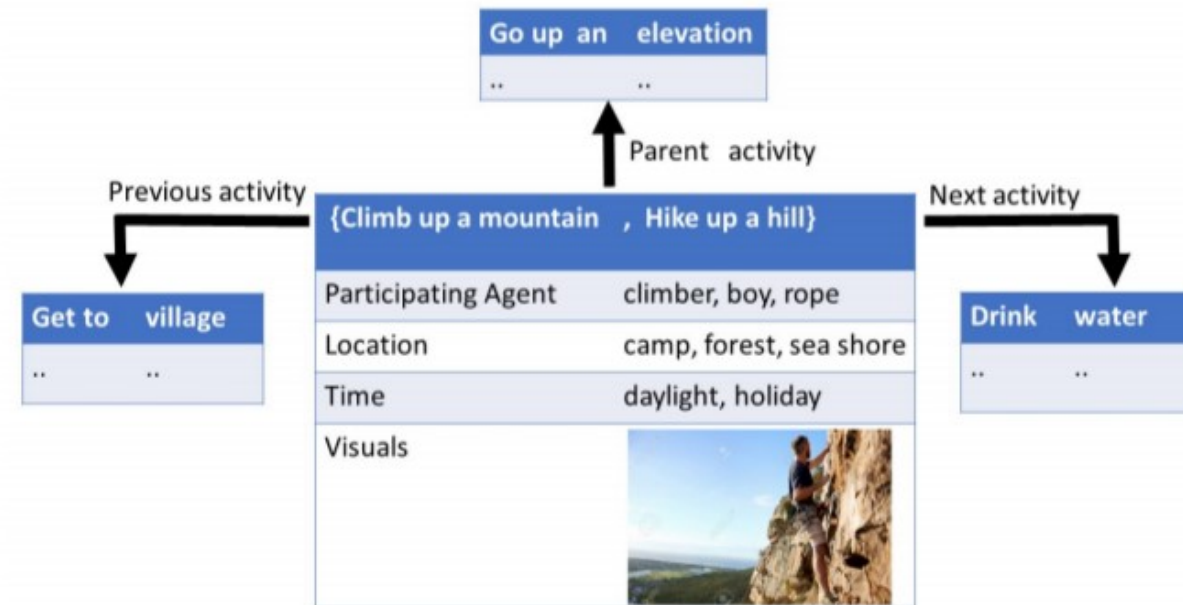 Go up an elevation
.. ..
Parent activity
Previous activity
Next activity
{Climb up a mountain , Hike up a hill}
Participating Agent climber, boy, rope
Location camp, forest, sea shore
Time daylight, holiday
Visuals
Get to village
.. ..
Drink water
.. ..